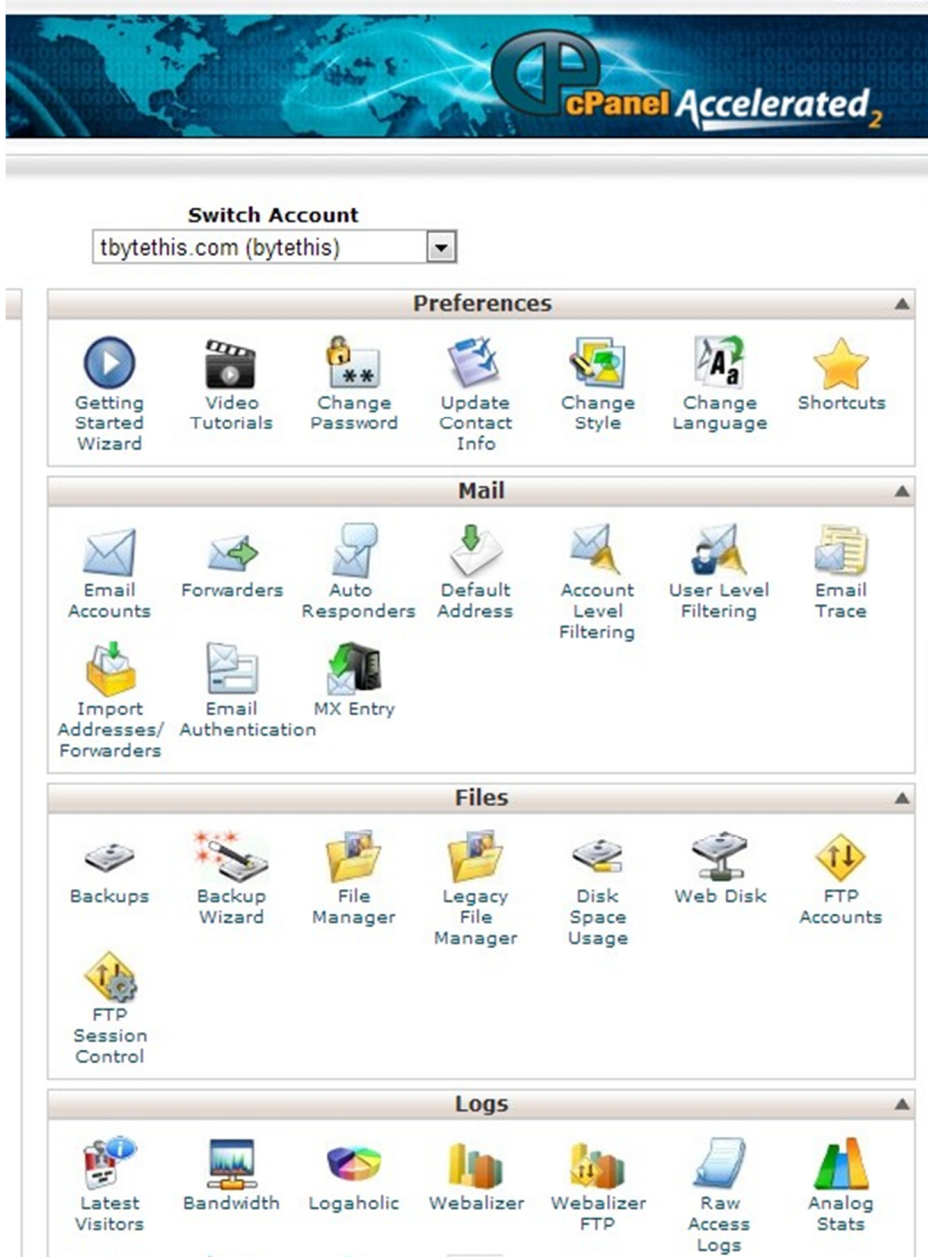 cPanel Accelerated2
Switch Account
tbytethis.com (bytethis)
Preferences
Getting Started Wizard
Video Tutorials
Change Password
Update Contact Info
Change Style
Change Language
Shortcuts
Mail
Email Accounts
Forwarders
Auto Responders
Default Address
Account Level Filtering
User Level Filtering
Email Trace
Import Addresses/ Forwarders
Email Authentication
MX Entry
Files
Backups
Backup Wizard
File Manager
Legacy File Manager
Disk Space Usage
Web Disk
FTP Accounts
FTP Session Control
Logs
Latest Visitors
Bandwidth
Logaholic
Webalizer
Webalizer FTP
Raw Access Logs
Analog Stats